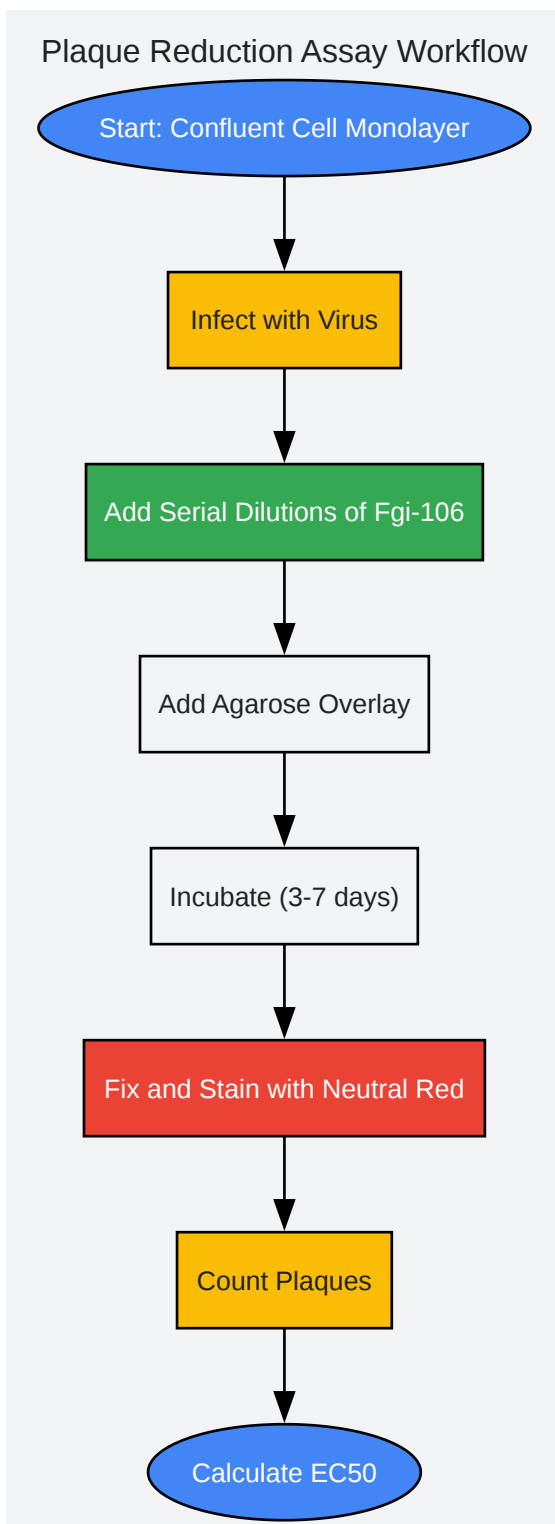 Plaque Reduction Assay Workflow
Start: Confluent Cell Monolayer
Infect with Virus
Add Serial Dilutions of Fgi-106
Add Agarose Overlay
Incubate (3-7 days)
Fix and Stain with Neutral Red
Count Plaques
Calculate EC50